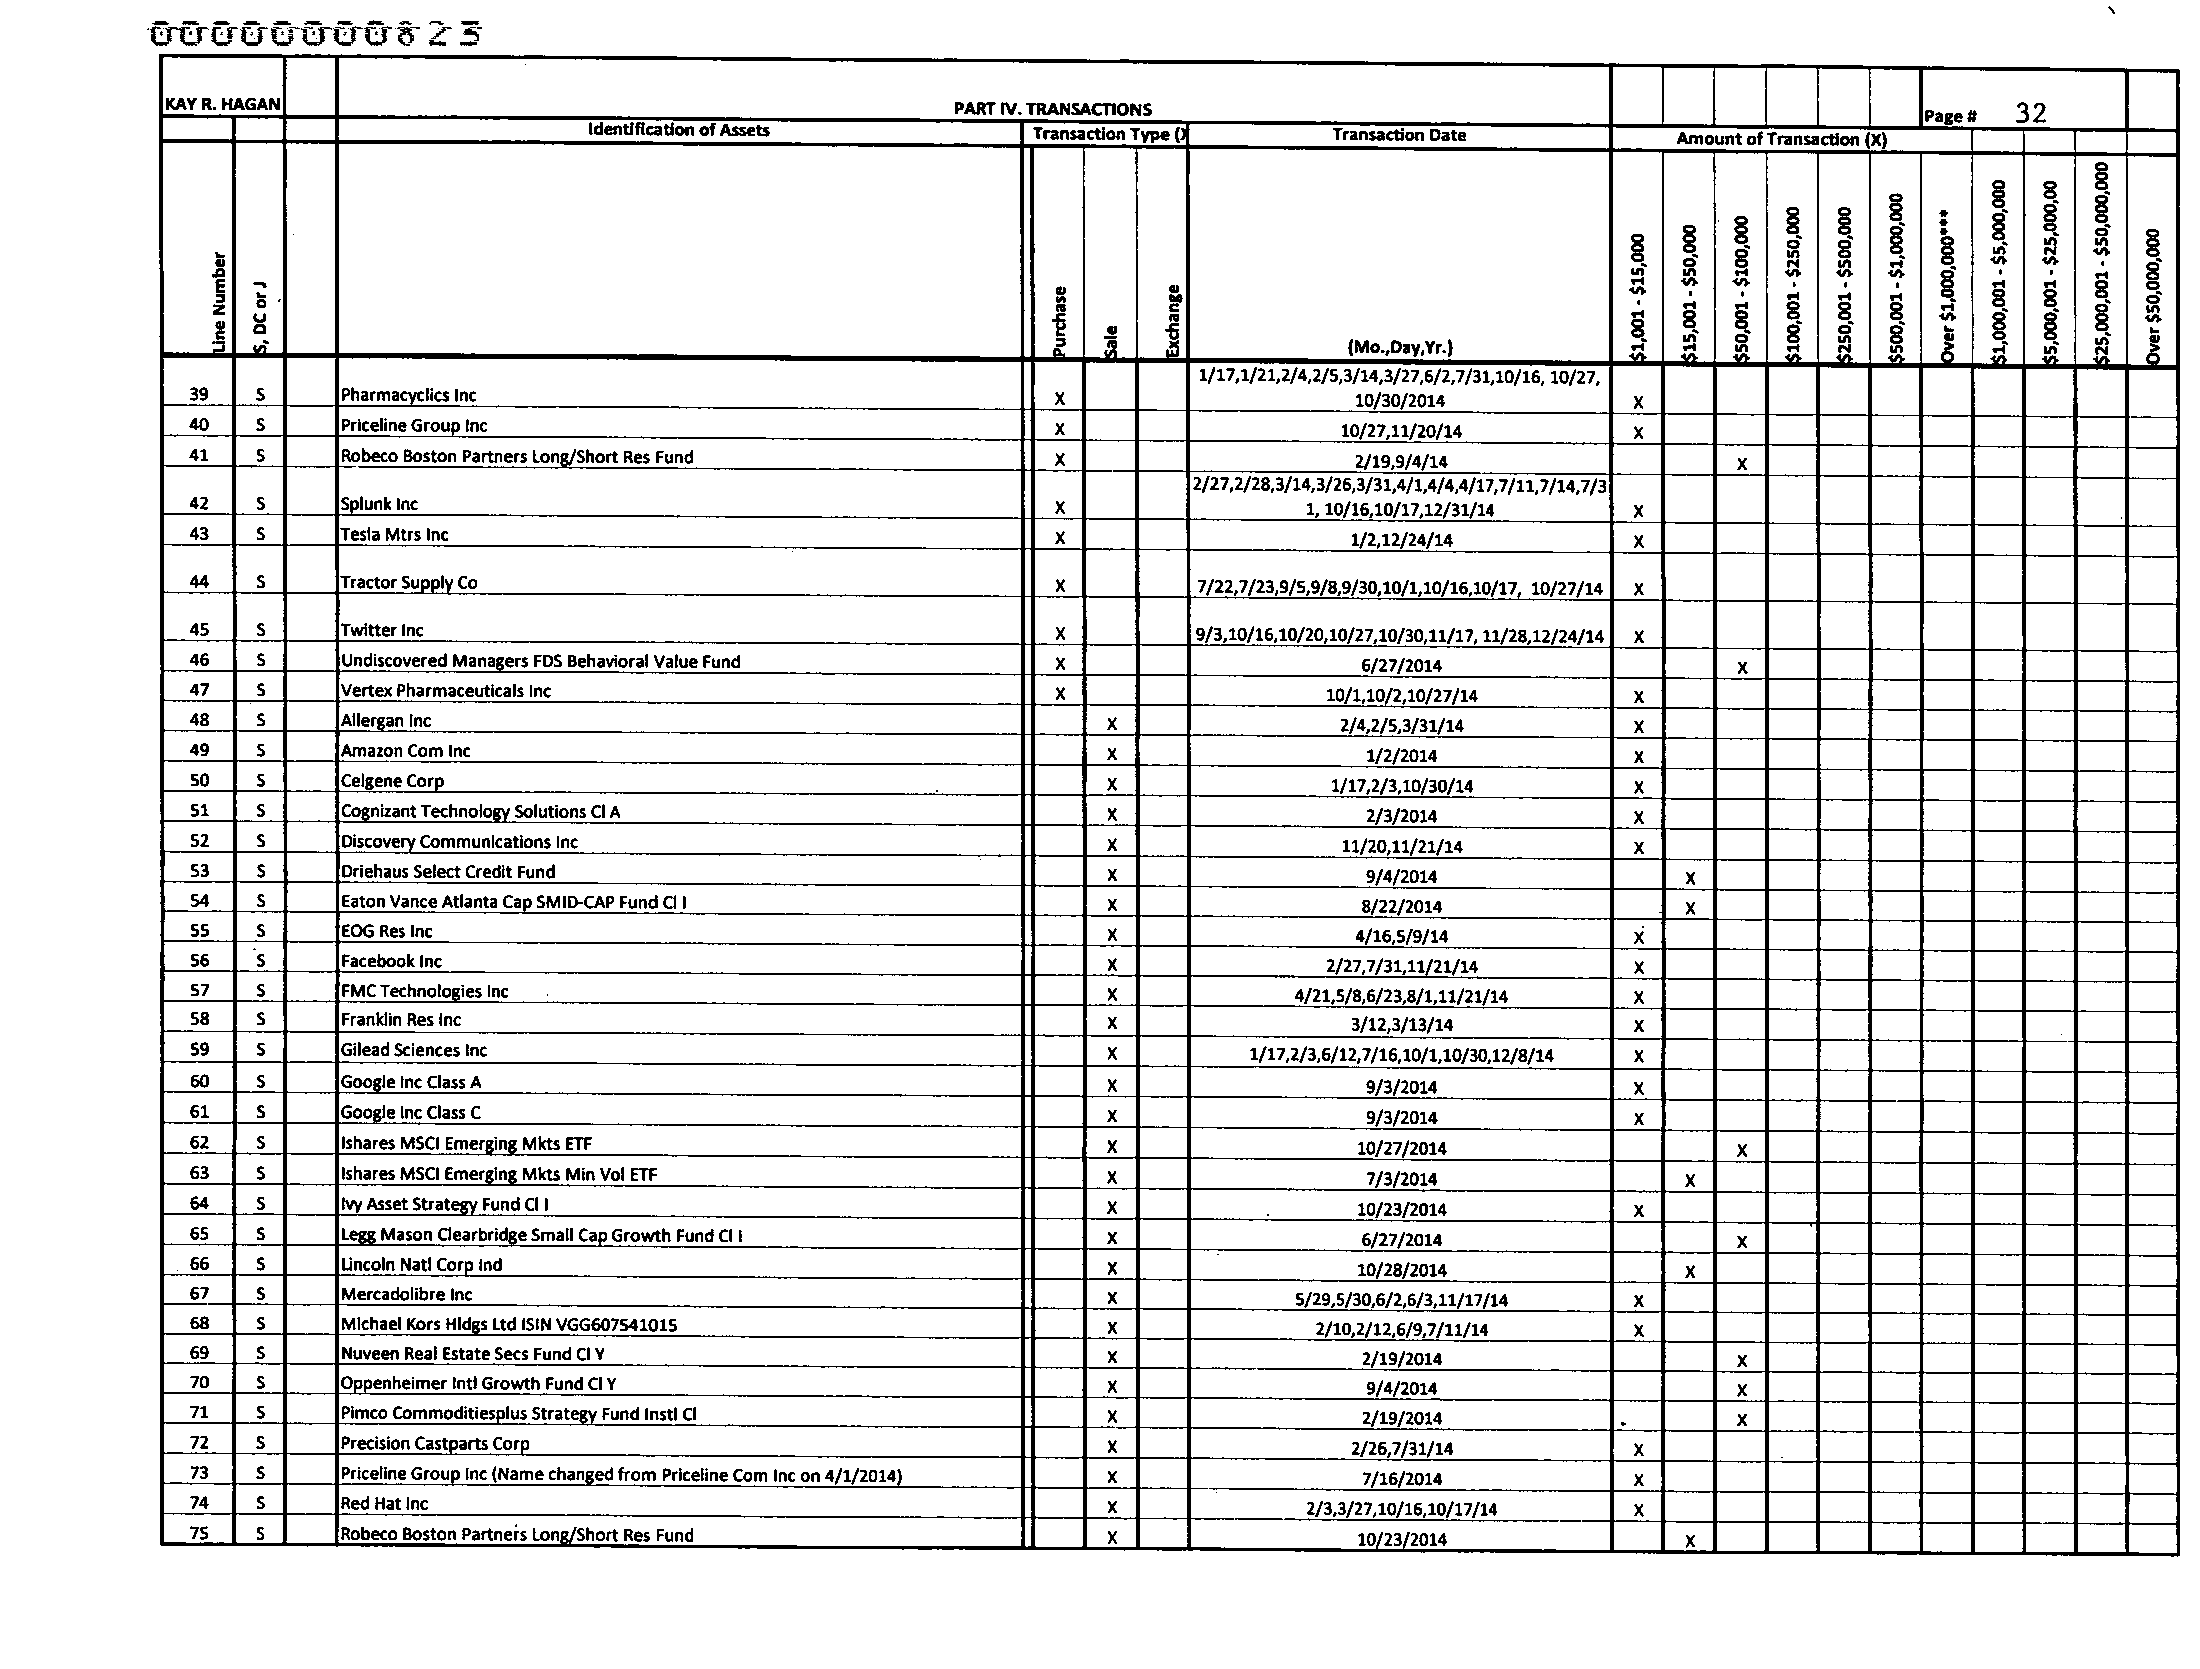 00000000825
KAY R. HAGAN PART IV. TRANSACTIONS Page # 32
Identification of Assets Transaction Type (X Transaction Date Amount of Transaction (X)
Line Number S, DC or J Purchase Sale Exchange (Mo.,Day,Yr.) $1,001 - $15,000 $15,001 - $50,000 $50,001 - $100,000 $100,001 - $250,000 $250,001 - $500,000 $500,001 - $1,000,000 Over $1,000,000*** $1,000,001 - $5,000,000 $5,000,001 - $25,000,00 $25,000,001 - $50,000,000 Over $50,000,000
1/17,1/21,2/4,2/5,3/14,3/27,6/2,7/31,10/16, 10/27,
39 S Pharmacyclics Inc X 10/30/2014 X
40 S Priceline Group Inc X 10/27,11/20/14 X
41 S Robeco Boston Partners Long/Short Res Fund X 2/19,9/4/14 X
2/27,2/28,3/14,3/26,3/31,4/1,4/4,4/17,7/11,7/14,7/3
42 S Splunk Inc X 1, 10/16,10/17,12/31/14 X
43 S Tesla Mtrs Inc X 1/2,12/24/14 X
44 S Tractor Supply Co X 7/22,7/23,9/5,9/8,9/30,10/1,10/16,10/17, 10/27/14 X
45 S Twitter Inc X 9/3,10/16,10/20,10/27,10/30,11/17, 11/28,12/24/14 X
46 S Undiscovered Managers FDS Behavioral Value Fund X 6/27/2014 X
47 S Vertex Pharmaceuticals Inc X 10/1,10/2,10/27/14 X
48 S Allergan Inc X 2/4,2/5,3/31/14 X
49 S Amazon Com Inc X 1/2/2014 X
50 S Celgene Corp X 1/17,2/3,10/30/14 X
51 S Cognizant Technology Solutions Cl A X 2/3/2014 X
52 S Discovery Communications Inc X 11/20,11/21/14 X
53 S Driehaus Select Credit Fund X 9/4/2014 X
54 S Eaton Vance Atlanta Cap SMID-CAP Fund Cl I X 8/22/2014 X
55 S EOG Res Inc X 4/16,5/9/14 X
56 S Facebook Inc X 2/27,7/31,11/21/14 X
57 S FMC Technologies Inc X 4/21,5/8,6/23,8/1,11/21/14 X
58 S Franklin Res Inc X 3/12,3/13/14 X
59 S Gilead Sciences Inc X 1/17,2/3,6/12,7/16,10/1,10/30,12/8/14 X
60 S Google Inc Class A X 9/3/2014 X
61 S Google Inc Class C X 9/3/2014 X
62 S Ishares MSCI Emerging Mkts ETF X 10/27/2014 X
63 S Ishares MSCI Emerging Mkts Min Vol ETF X 7/3/2014 X
64 S Ivy Asset Strategy Fund Cl I X 10/23/2014 X
65 S Legg Mason Clearbridge Small Cap Growth Fund Cl I X 6/27/2014 X
66 S Lincoln Natl Corp Ind X 10/28/2014 X
67 S Mercadolibre Inc X 5/29,5/30,6/2,6/3,11/17/14 X
68 S Michael Kors Hldgs Ltd ISIN VGG607541015 X 2/10,2/12,6/9,7/11/14 X
69 S Nuveen Real Estate Secs Fund Cl Y X 2/19/2014 X
70 S Oppenheimer Intl Growth Fund Cl Y X 9/4/2014 X
71 S Pimco Commoditiesplus Strategy Fund Instl Cl X 2/19/2014 X
72 S Precision Castparts Corp X 2/26,7/31/14 X
73 S Priceline Group Inc (Name changed from Priceline Com Inc on 4/1/2014) X 7/16/2014 X
74 S Red Hat Inc X 2/3,3/27,10/16,10/17/14 X
75 S Robeco Boston Partners Long/Short Res Fund X 10/23/2014 X